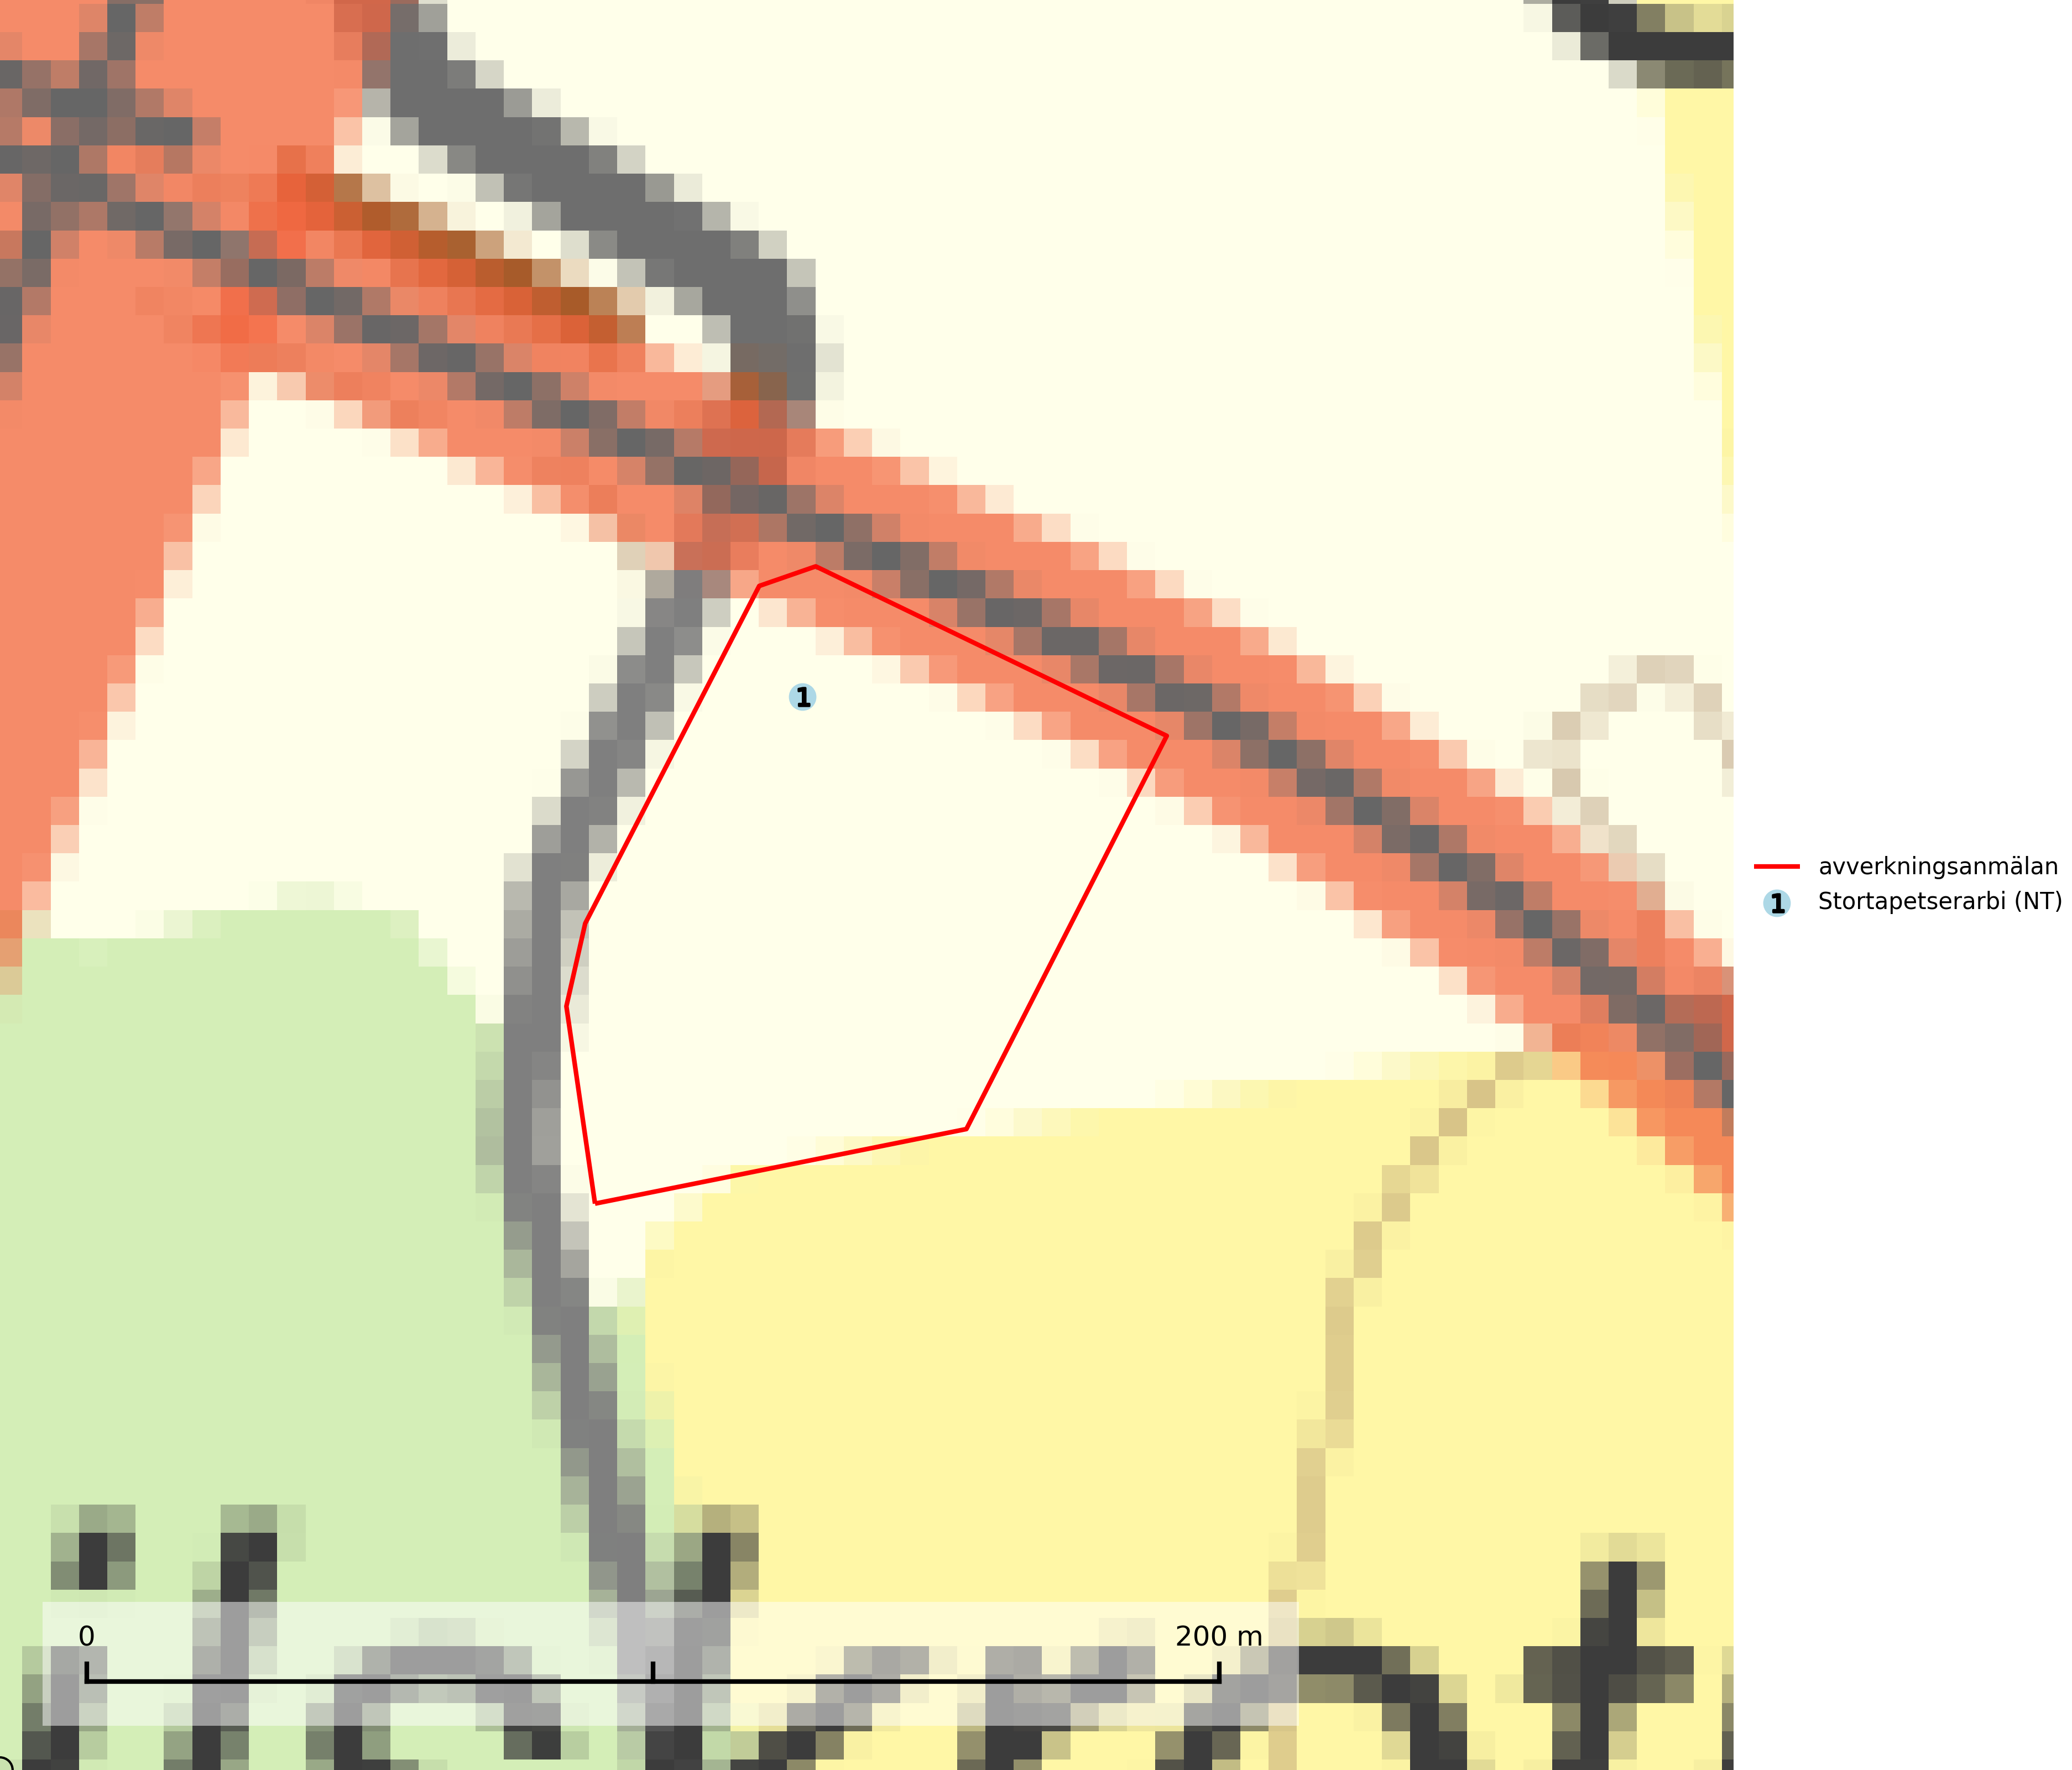 1
avverkningsanmälan
1 Stortapetserarbi (NT)
0 200 m